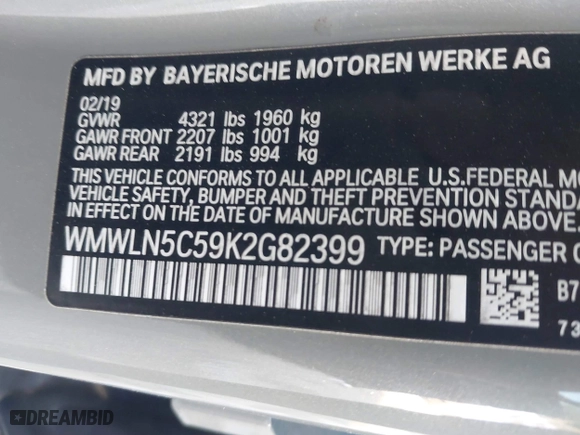 MFD BY BAYERISCHE MOTOREN WERKE AG
02/19
GVWR 4321 lbs 1960 kg
GAWR FRONT 2207 lbs 1001 kg
GAWR REAR 2191 lbs 994 kg
THIS VEHICLE CONFORMS TO ALL APPLICABLE U.S.FEDERAL MO
VEHICLE SAFETY, BUMPER AND THEFT PREVENTION STANDA
IN EFFECT ON THE DATE OF MANUFACTURE SHOWN ABOVE.
WMWLN5C59K2G82399 TYPE: PASSENGER C
B7
73
DREAMBID